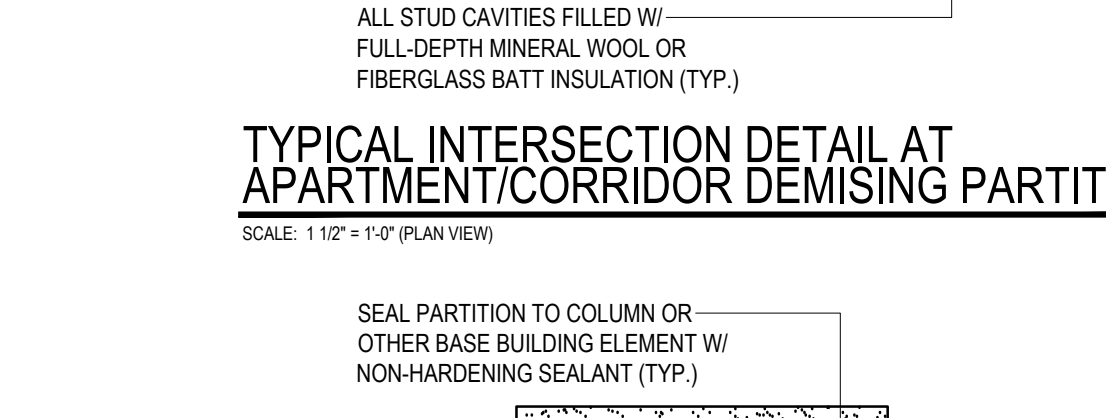 ALL STUD CAVITIES FILLED W/
FULL-DEPTH MINERAL WOOL OR
FIBERGLASS BATT INSULATION (TYP.)
TYPICAL INTERSECTION DETAIL AT
APARTMENT/CORRIDOR DEMISING PARTIT
SCALE: 1 1/2" = 1'-0" (PLAN VIEW)
SEAL PARTITION TO COLUMN OR
OTHER BASE BUILDING ELEMENT W/
NON-HARDENING SEALANT (TYP.)